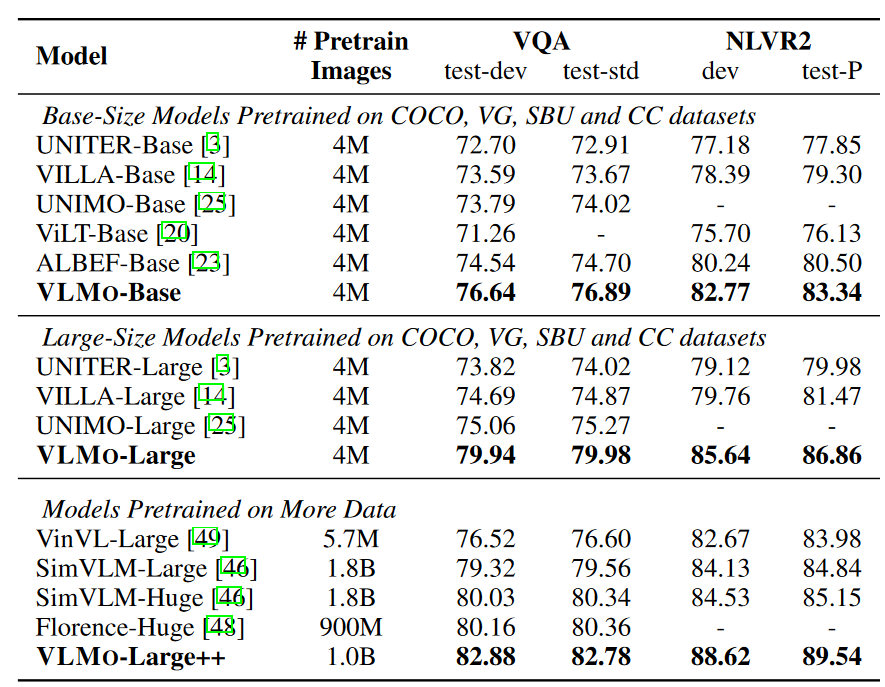 Model # Pretrain Images VQA NLVR2
test-dev test-std dev test-P
Base-Size Models Pretrained on COCO, VG, SBU and CC datasets
UNITER-Base [3] 4M 72.70 72.91 77.18 77.85
VILLA-Base [14] 4M 73.59 73.67 78.39 79.30
UNIMO-Base [25] 4M 73.79 74.02 - -
ViLT-Base [20] 4M 71.26 - 75.70 76.13
ALBEF-Base [23] 4M 74.54 74.70 80.24 80.50
VLMO-Base 4M 76.64 76.89 82.77 83.34
Large-Size Models Pretrained on COCO, VG, SBU and CC datasets
UNITER-Large [3] 4M 73.82 74.02 79.12 79.98
VILLA-Large [14] 4M 74.69 74.87 79.76 81.47
UNIMO-Large [25] 4M 75.06 75.27 - -
VLMO-Large 4M 79.94 79.98 85.64 86.86
Models Pretrained on More Data
VinVL-Large [49] 5.7M 76.52 76.60 82.67 83.98
SimVLM-Large [46] 1.8B 79.32 79.56 84.13 84.84
SimVLM-Huge [46] 1.8B 80.03 80.34 84.53 85.15
Florence-Huge [48] 900M 80.16 80.36 - -
VLMO-Large++ 1.0B 82.88 82.78 88.62 89.54